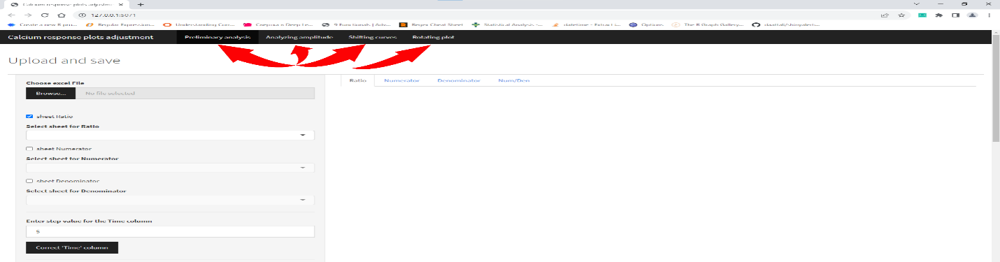 Calcium response plots adjustme
127.0.0.1:5071
Create a new R pro... Regular Expression... Understanding Con... Сверхка и Deep Le... 9 Functionals | Adv... Regex Cheat Sheet Statistical Analysis -... datetime - Extract s... Options The R Graph Gallery... daattali/shinyalert...
Calcium response plots adjustment Preliminary analysis Analyzing amplitude Shifting curves Rotating plot
Upload and save
Ratio Numerator Denominator Num/Den
Choose excel File
Browse... No file selected
sheet Ratio
Select sheet for Ratio
sheet Numerator
Select sheet for Numerator
sheet Denominator
Select sheet for Denominator
Enter step value for the Time column
5
Correct 'Time' column